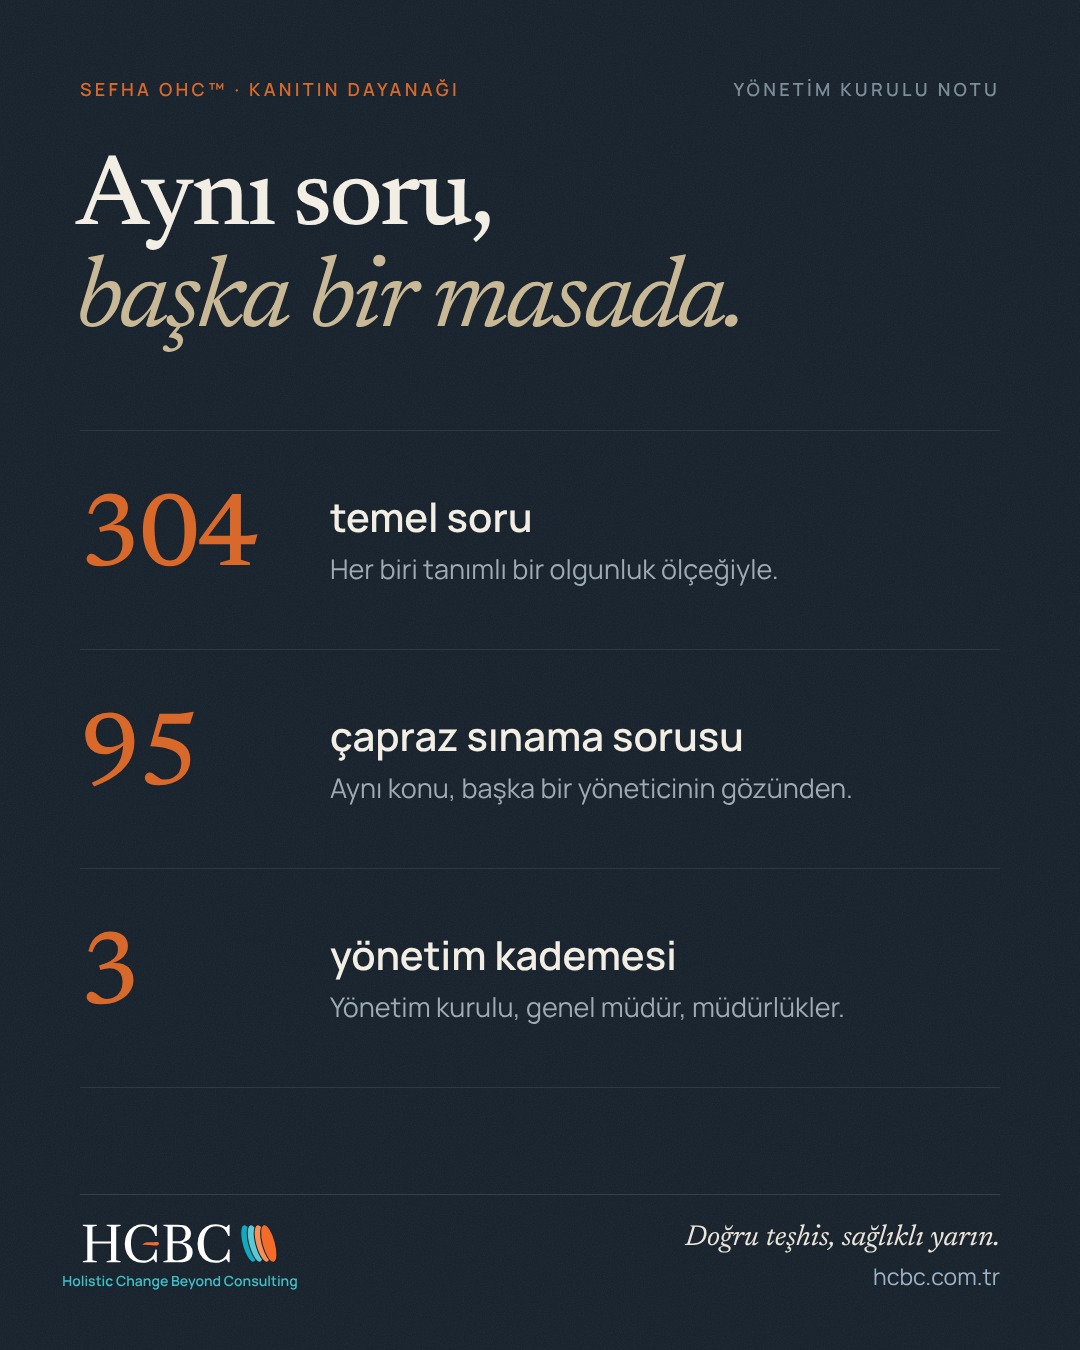 SEFHA OHC™ · KANITIN DAYANAĞI
YÖNETİM KURULU NOTU
Aynı soru,
başka bir masada.
304
temel soru
Her biri tanımlı bir olgunluk ölçeğiyle.
95
çapraz sınama sorusu
Aynı konu, başka bir yöneticinin gözünden.
3
yönetim kademesi
Yönetim kurulu, genel müdür, müdürlükler.
HCBC
Holistic Change Beyond Consulting
Doğru teşhis, sağlıklı yarın.
hcbc.com.tr